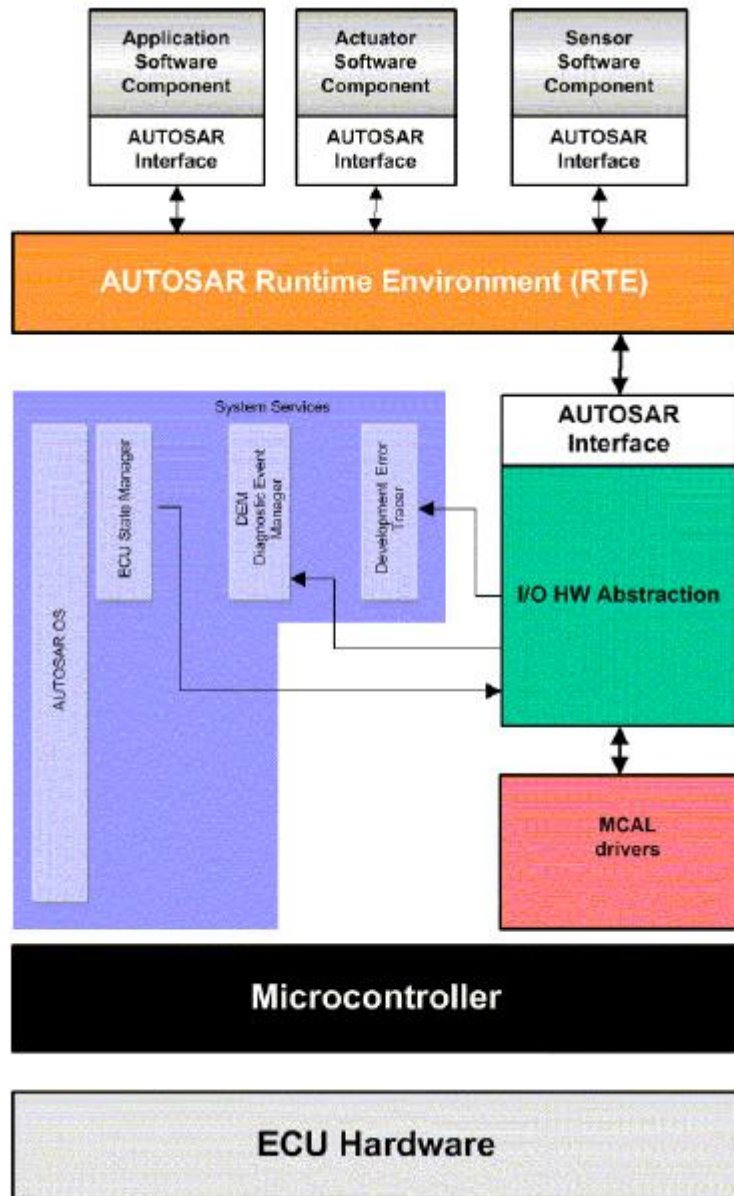 Application
Software
Component
AUTOSAR
Interface
Actuator
Software
Component
AUTOSAR
Interface
Sensor
Software
Component
AUTOSAR
Interface
AUTOSAR Runtime Environment (RTE)
System Services
AUTOSAR OS
ECU State Manager
DEM
Diagnostic Event
Manager
Development Error
Tracer
AUTOSAR
Interface
I/O HW Abstraction
MCAL
drivers
Microcontroller
ECU Hardware